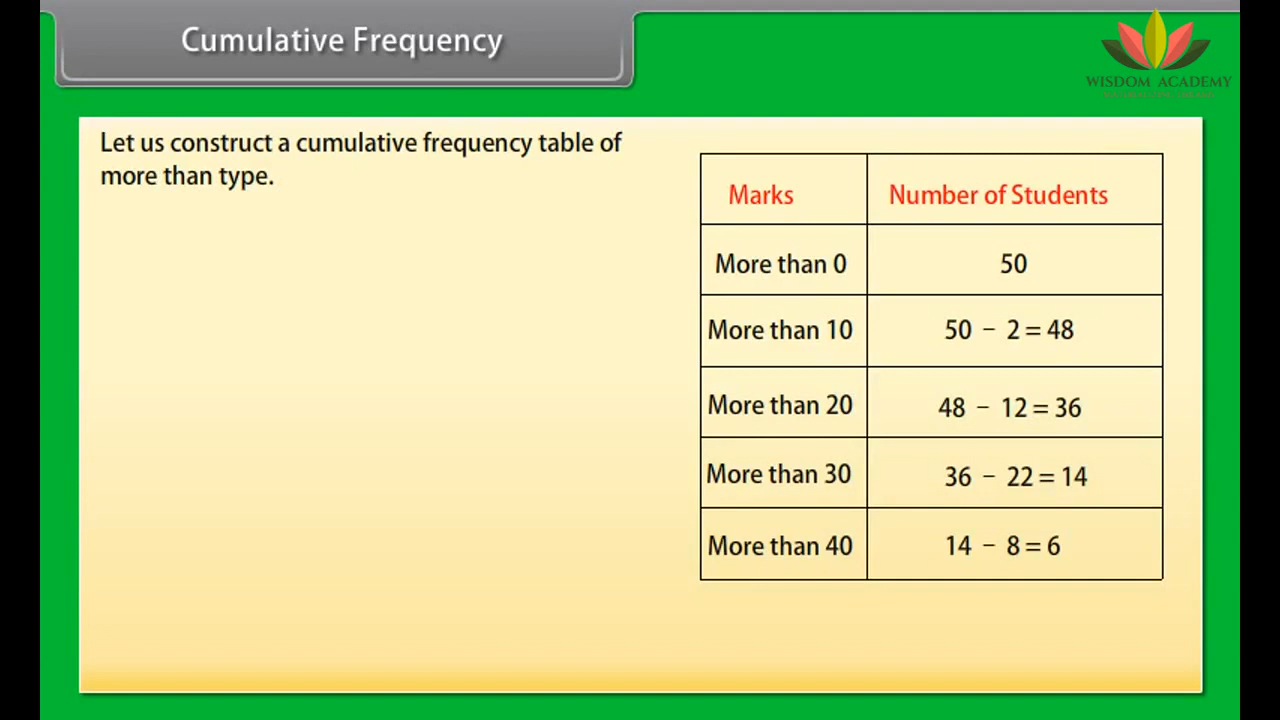 Cumulative Frequency
WISDOM ACADEMY
Let us construct a cumulative frequency table of
more than type.
Marks Number of Students
More than 0 50
More than 10 50 − 2 = 48
More than 20 48 − 12 = 36
More than 30 36 − 22 = 14
More than 40 14 − 8 = 6